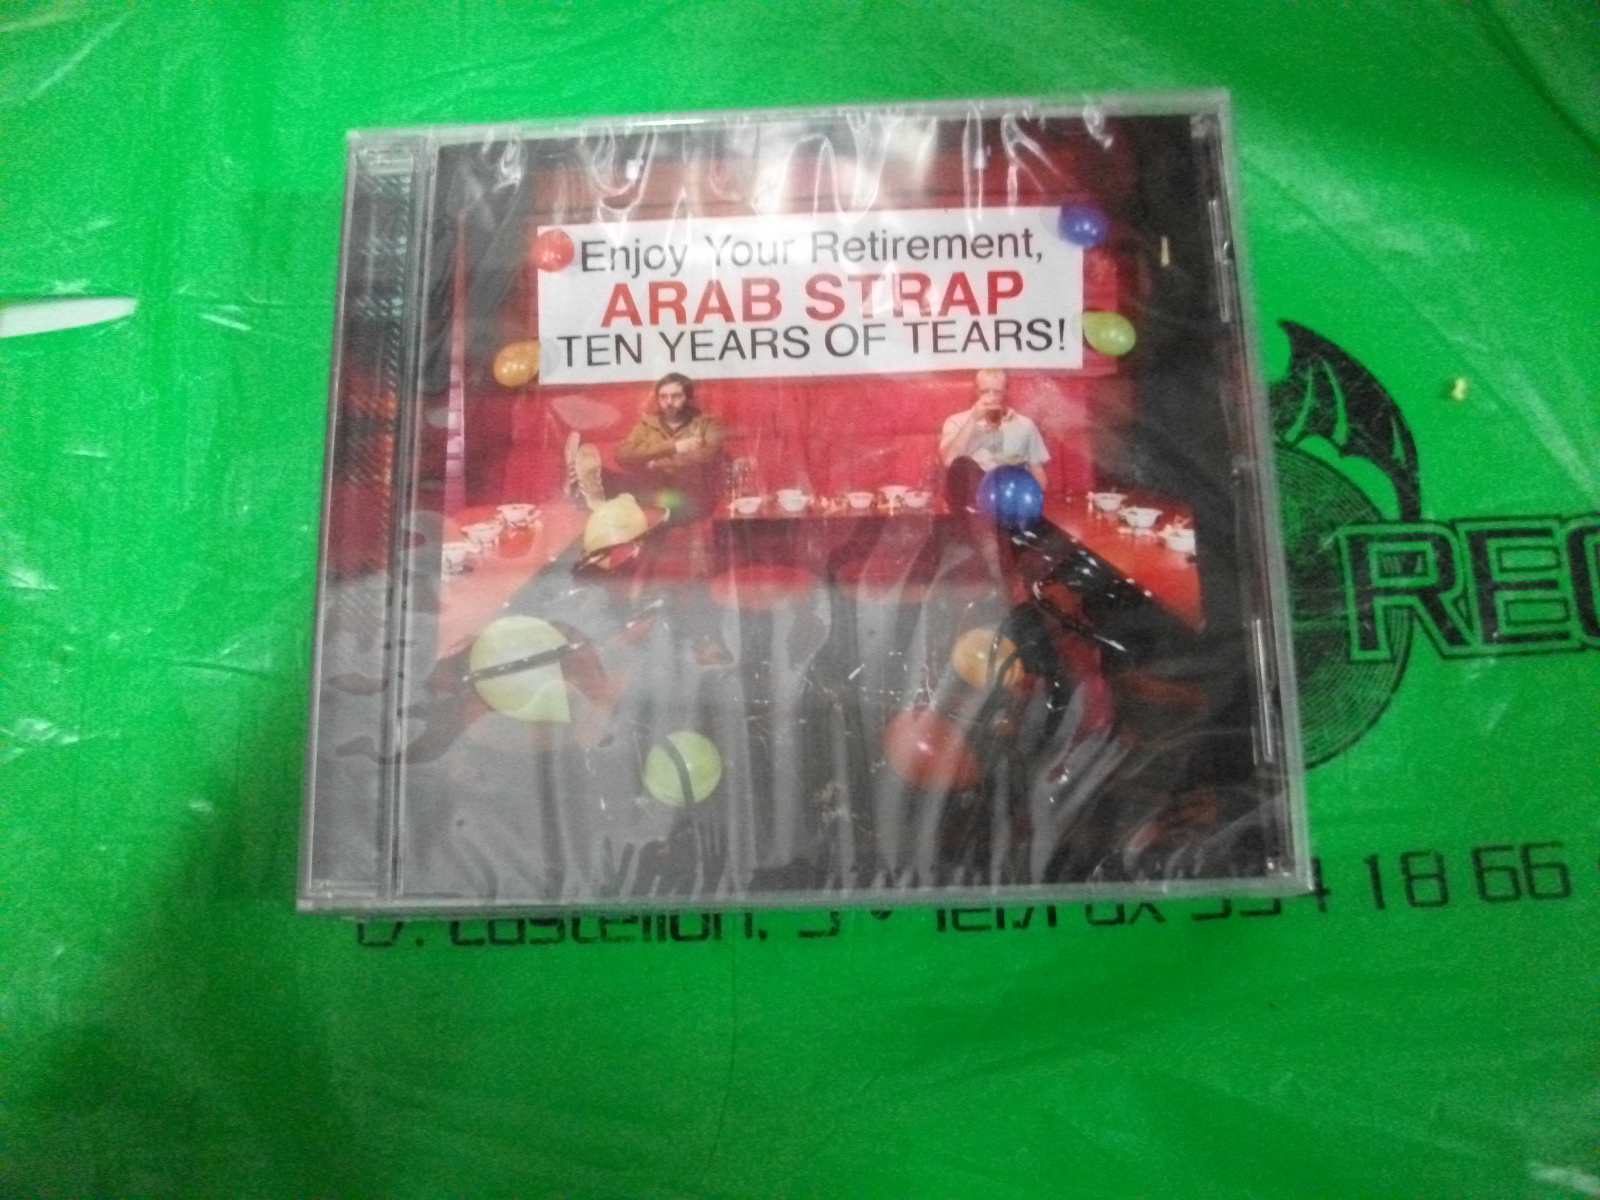 Enjoy Your Retirement,
ARAB STRAP
TEN YEARS OF TEARS!
REC
18 66